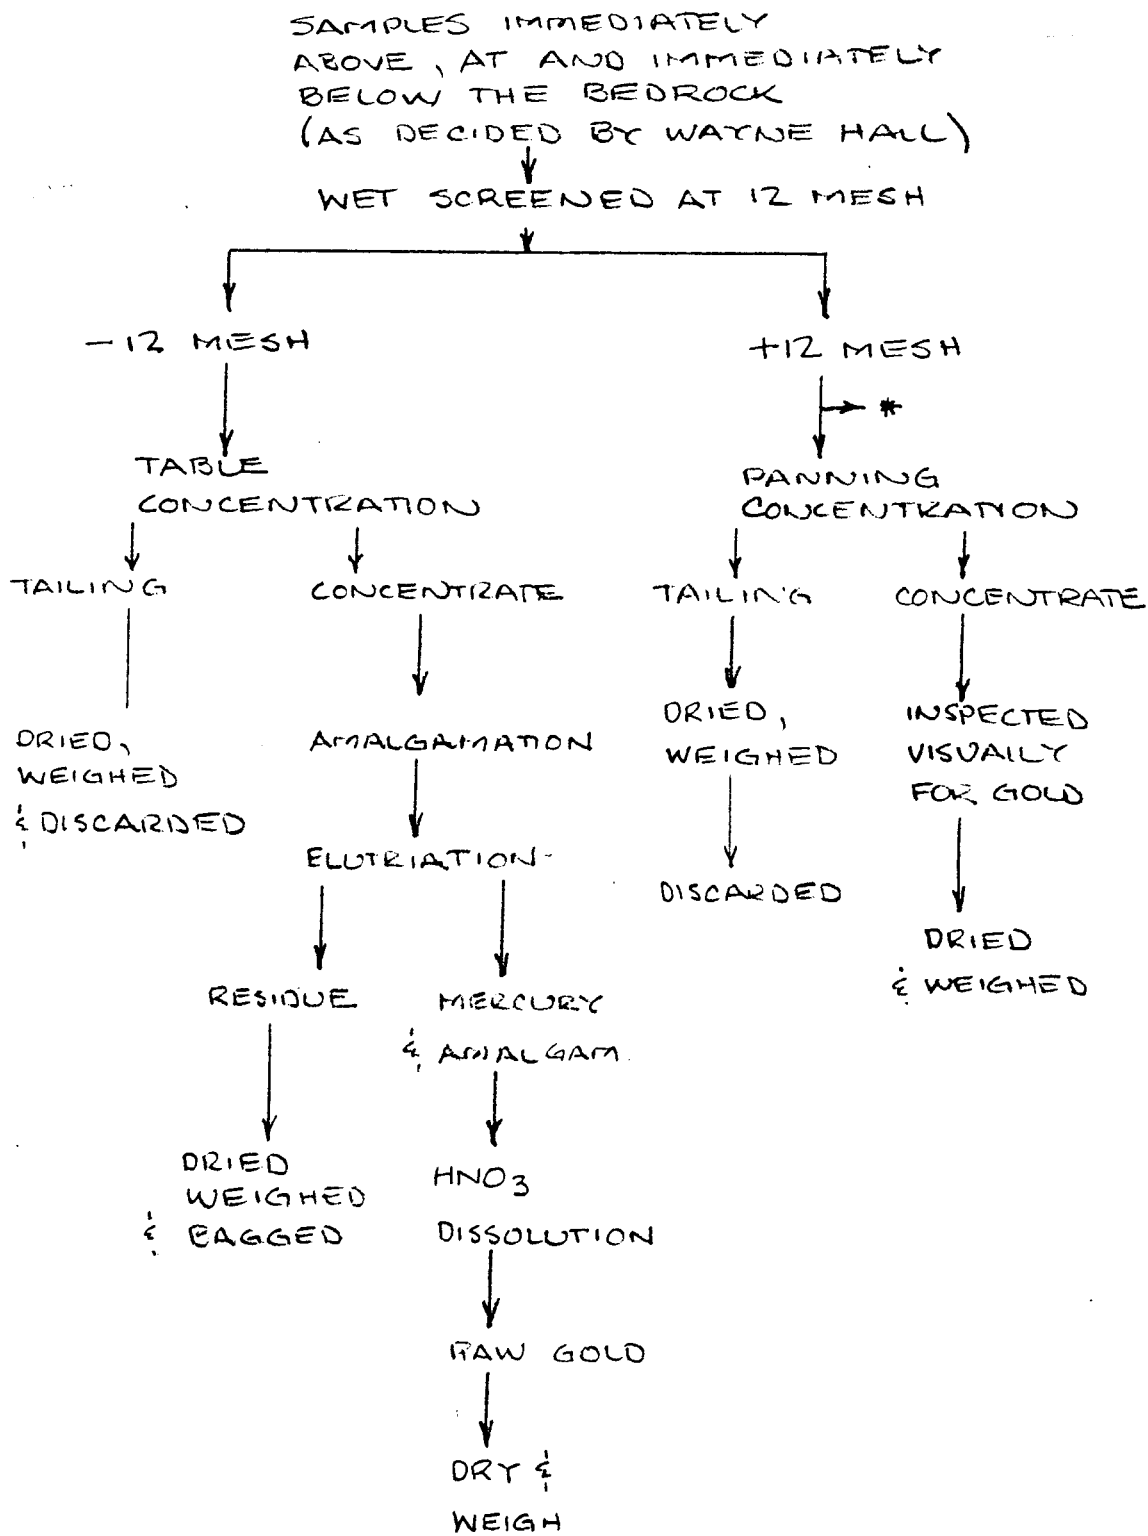 SAMPLES IMMEDIATELY
ABOVE, AT AND IMMEDIATELY
BELOW THE BEDROCK
(AS DECIDED BY WAYNE HALL)
WET SCREENED AT 12 MESH
-12 MESH
+12 MESH
*
TABLE
CONCENTRATION
PANNING
CONCENTRATION
TAILING
CONCENTRATE
TAILING
CONCENTRATE
DRIED,
WEIGHED
& DISCARDED
AMALGAMATION
DRIED,
WEIGHED
INSPECTED
VISUALLY
FOR GOLD
ELUTRIATION
DISCARDED
DRIED
& WEIGHED
RESIDUE
MERCURY
& AMALGAM
DRIED
WEIGHED
& BAGGED
HNO3
DISSOLUTION
RAW GOLD
DRY &
WEIGH